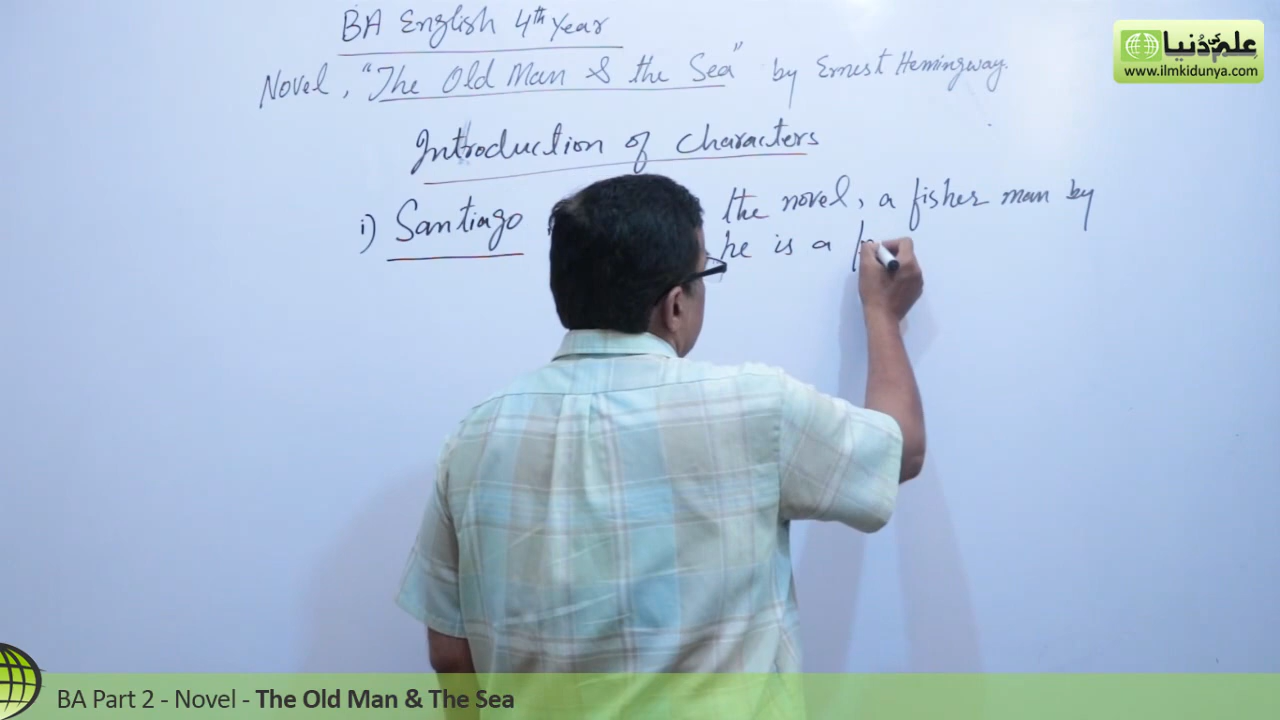 BA English 4th Year
Novel, "The Old Man & the Sea" by Ernest Hemingway.
Introduction of characters
i) Santiago the novel, a fisher man by
he is a
علم کی دُنیا
www.ilmkidunya.com
BA Part 2 - Novel - The Old Man & The Sea